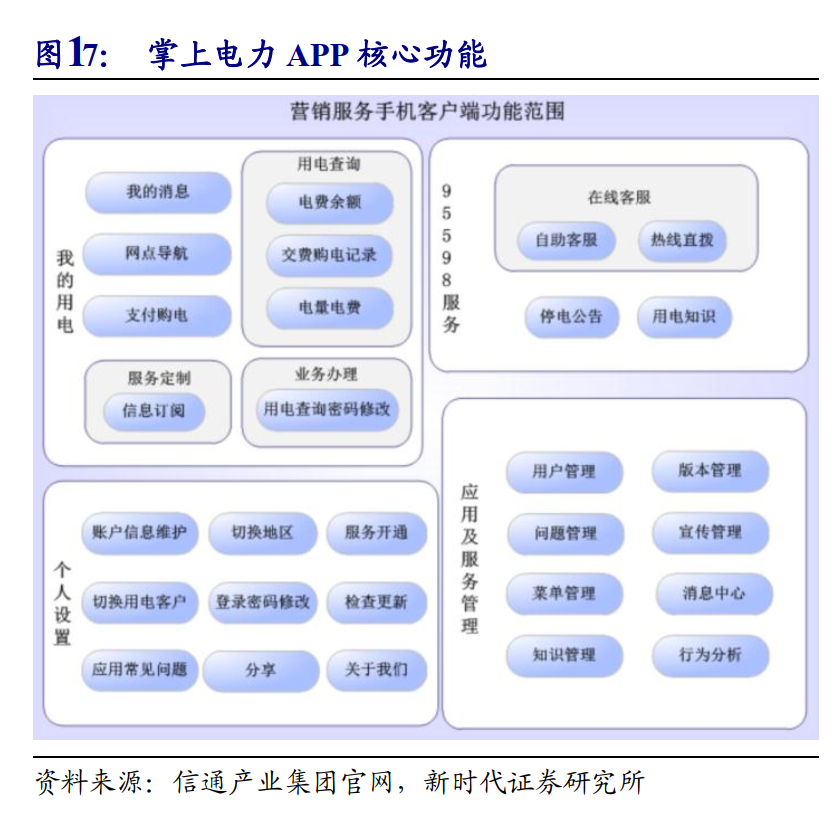 图17： 掌上电力 APP 核心功能
营销服务手机客户端功能范围
我的用电
我的消息
网点导航
支付购电
用电查询
电费余额
交费购电记录
电量电费
服务定制
信息订阅
业务办理
用电查询密码修改
95598服务
在线客服
自助客服
热线直拨
停电公告
用电知识
个人设置
账户信息维护
切换地区
服务开通
切换用电客户
登录密码修改
检查更新
应用常见问题
分享
关于我们
应用及服务管理
用户管理
版本管理
问题管理
宣传管理
菜单管理
消息中心
知识管理
行为分析
资料来源：信通产业集团官网，新时代证券研究所